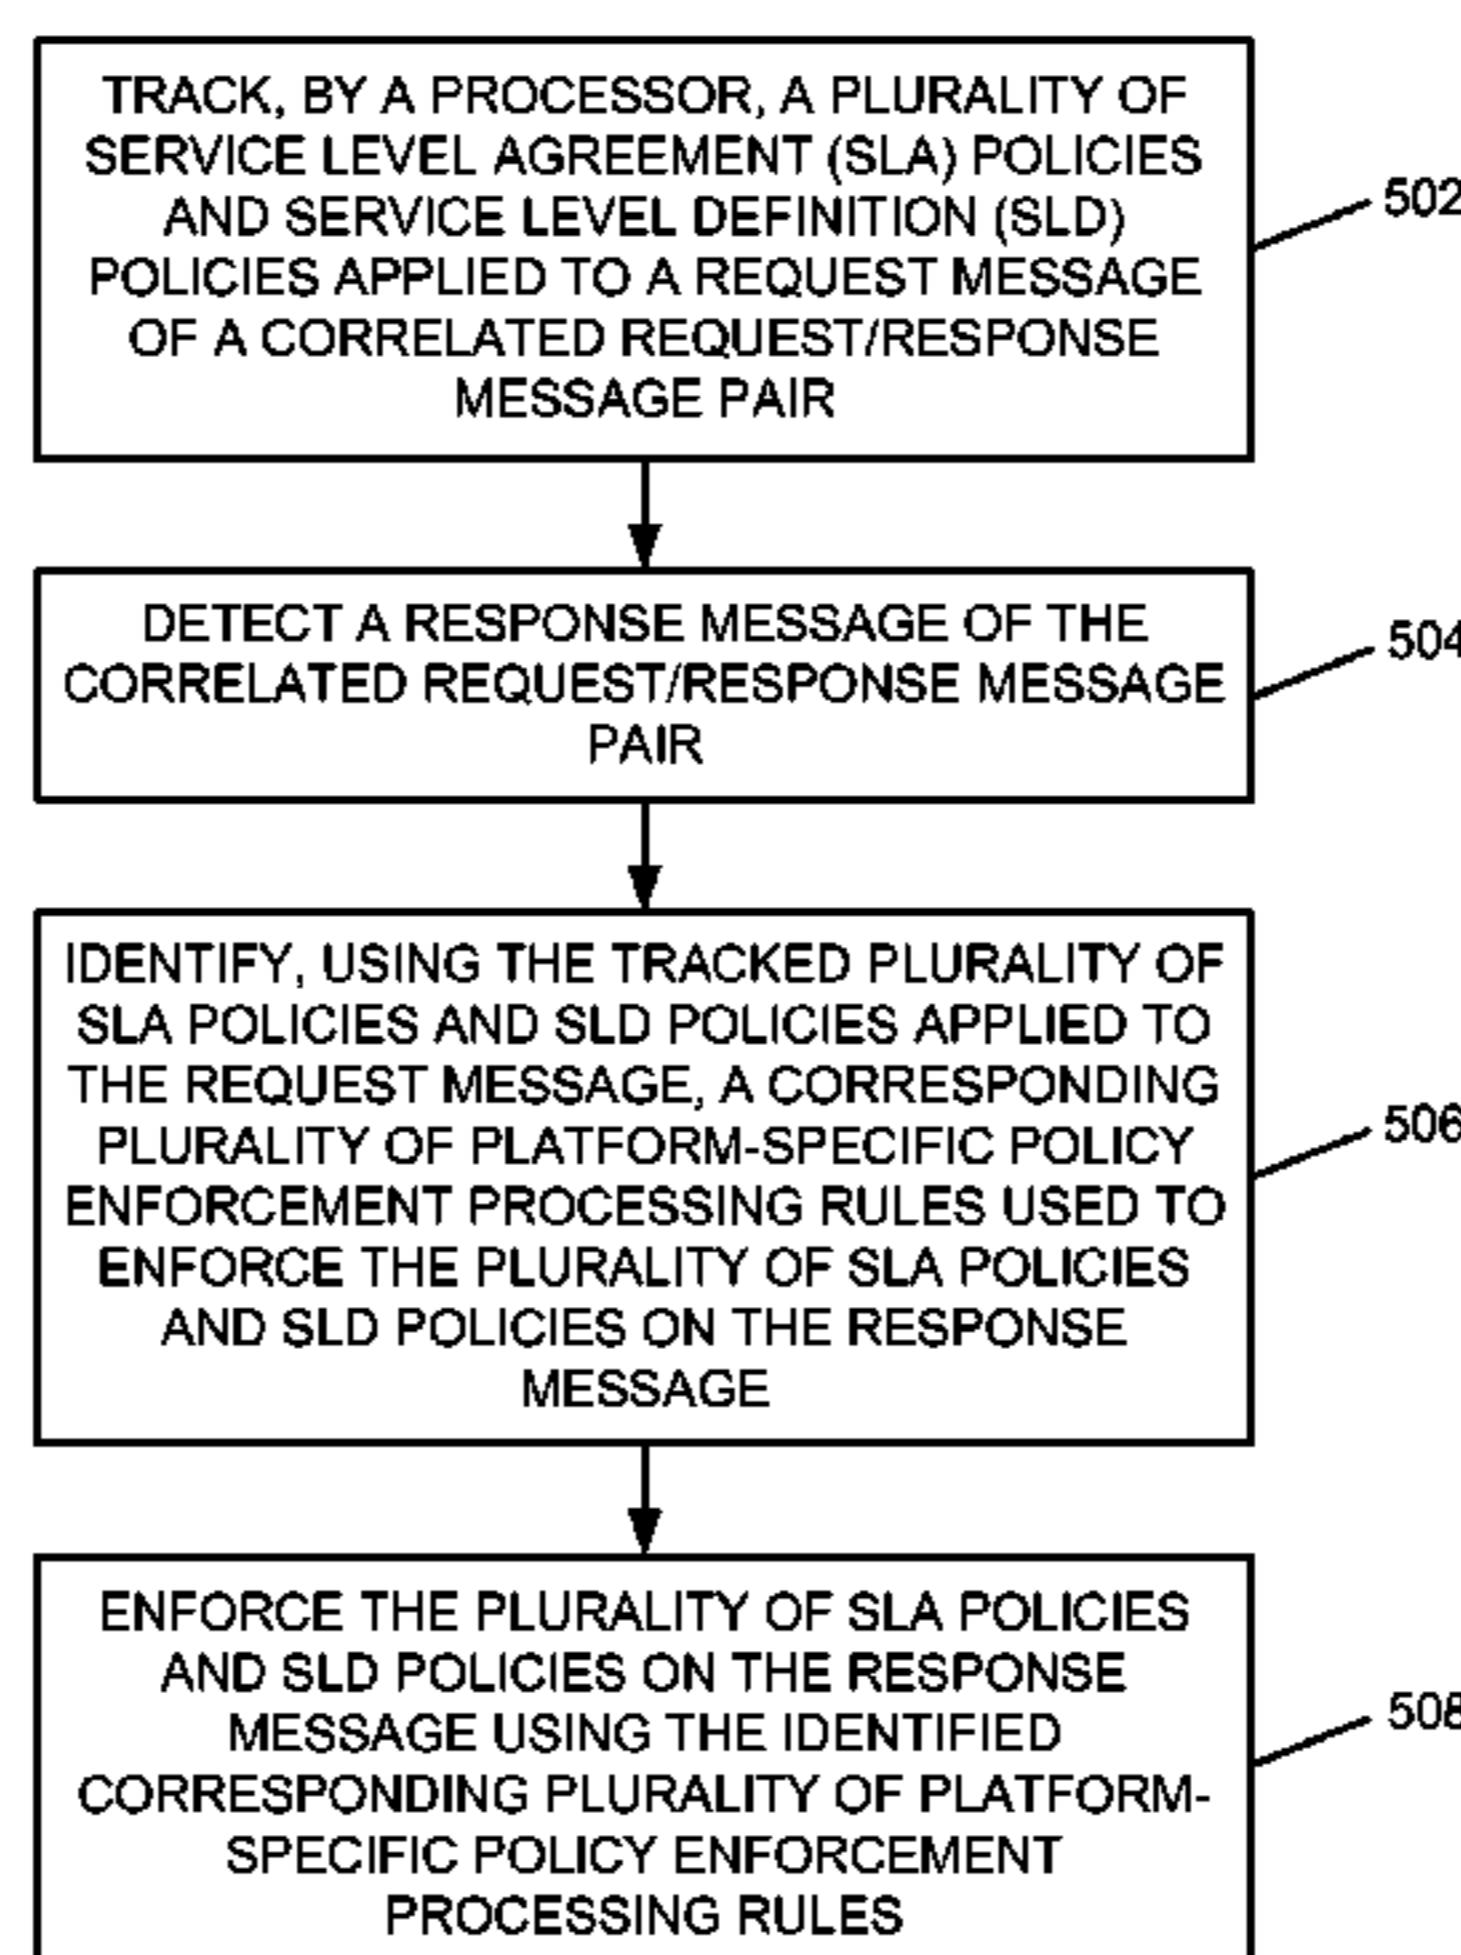 TRACK, BY A PROCESSOR, A PLURALITY OF
SERVICE LEVEL AGREEMENT (SLA) POLICIES
AND SERVICE LEVEL DEFINITION (SLD)
POLICIES APPLIED TO A REQUEST MESSAGE
OF A CORRELATED REQUEST/RESPONSE
MESSAGE PAIR
502
DETECT A RESPONSE MESSAGE OF THE
CORRELATED REQUEST/RESPONSE MESSAGE
PAIR
504
IDENTIFY, USING THE TRACKED PLURALITY OF
SLA POLICIES AND SLD POLICIES APPLIED TO
THE REQUEST MESSAGE, A CORRESPONDING
PLURALITY OF PLATFORM-SPECIFIC POLICY
ENFORCEMENT PROCESSING RULES USED TO
ENFORCE THE PLURALITY OF SLA POLICIES
AND SLD POLICIES ON THE RESPONSE
MESSAGE
506
ENFORCE THE PLURALITY OF SLA POLICIES
AND SLD POLICIES ON THE RESPONSE
MESSAGE USING THE IDENTIFIED
CORRESPONDING PLURALITY OF PLATFORM-
SPECIFIC POLICY ENFORCEMENT
PROCESSING RULES
508